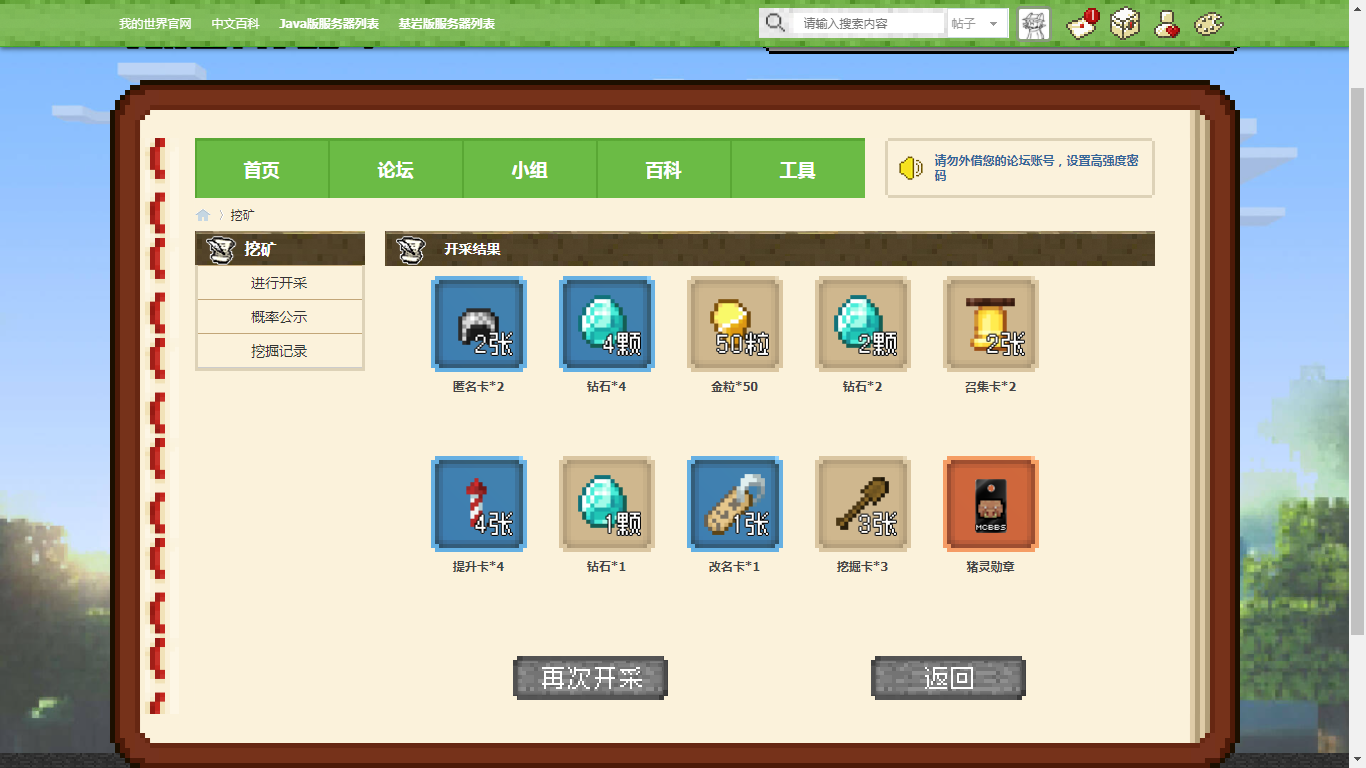 我的世界官网 中文百科 Java版服务器列表 基岩版服务器列表
请输入搜索内容 帖子
首页 论坛 小组 百科 工具
请勿外借您的论坛账号，设置高强度密
码
挖矿
挖矿
进行开采
概率公示
挖掘记录
开采结果
2张 4颗 50粒 2颗 2张
匿名卡*2 钻石*4 金粒*50 钻石*2 召集卡*2
4张 1颗 1张 3张 MCBBS
提升卡*4 钻石*1 改名卡*1 挖掘卡*3 猪灵勋章
再次开采 返回